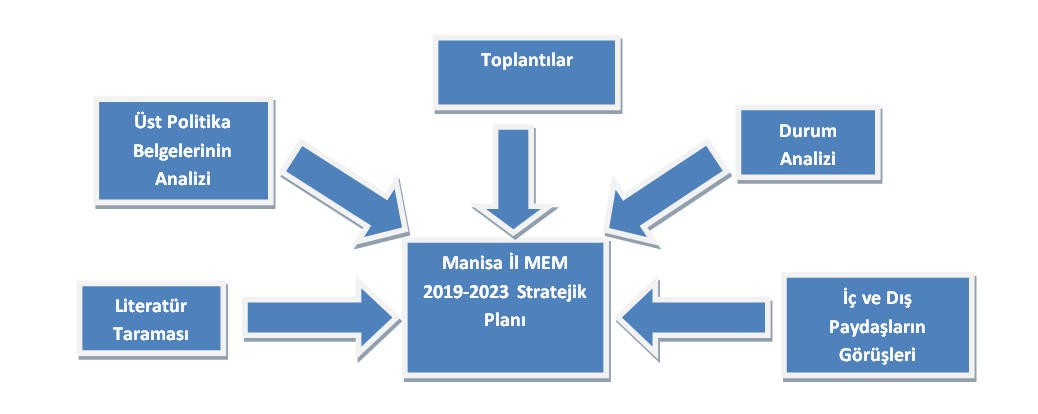 Toplantılar
Üst Politika
Belgelerinin
Analizi
Durum
Analizi
Manisa İl MEM
2019-2023 Stratejik
Planı
Literatür
Taraması
İç ve Dış
Paydaşların
Görüşleri